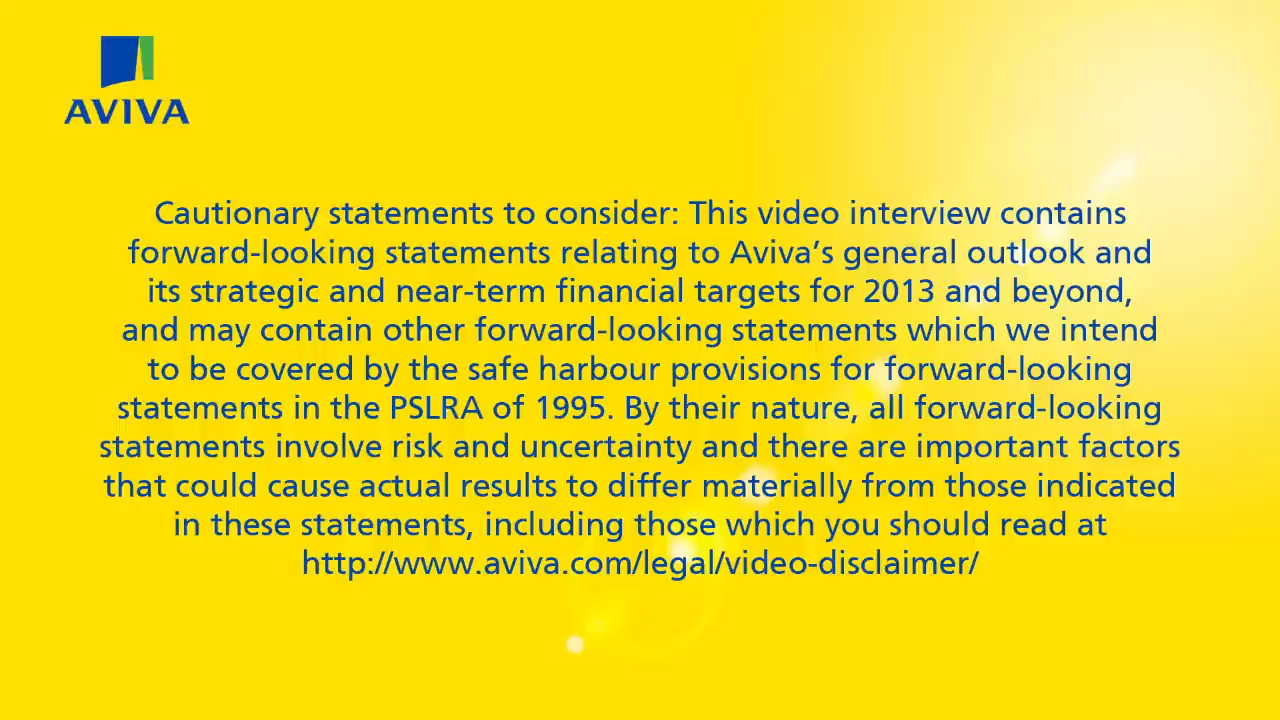 AVIVA
Cautionary statements to consider: This video interview contains
forward-looking statements relating to Aviva’s general outlook and
its strategic and near-term financial targets for 2013 and beyond,
and may contain other forward-looking statements which we intend
to be covered by the safe harbour provisions for forward-looking
statements in the PSLRA of 1995. By their nature, all forward-looking
statements involve risk and uncertainty and there are important factors
that could cause actual results to differ materially from those indicated
in these statements, including those which you should read at
http://www.aviva.com/legal/video-disclaimer/